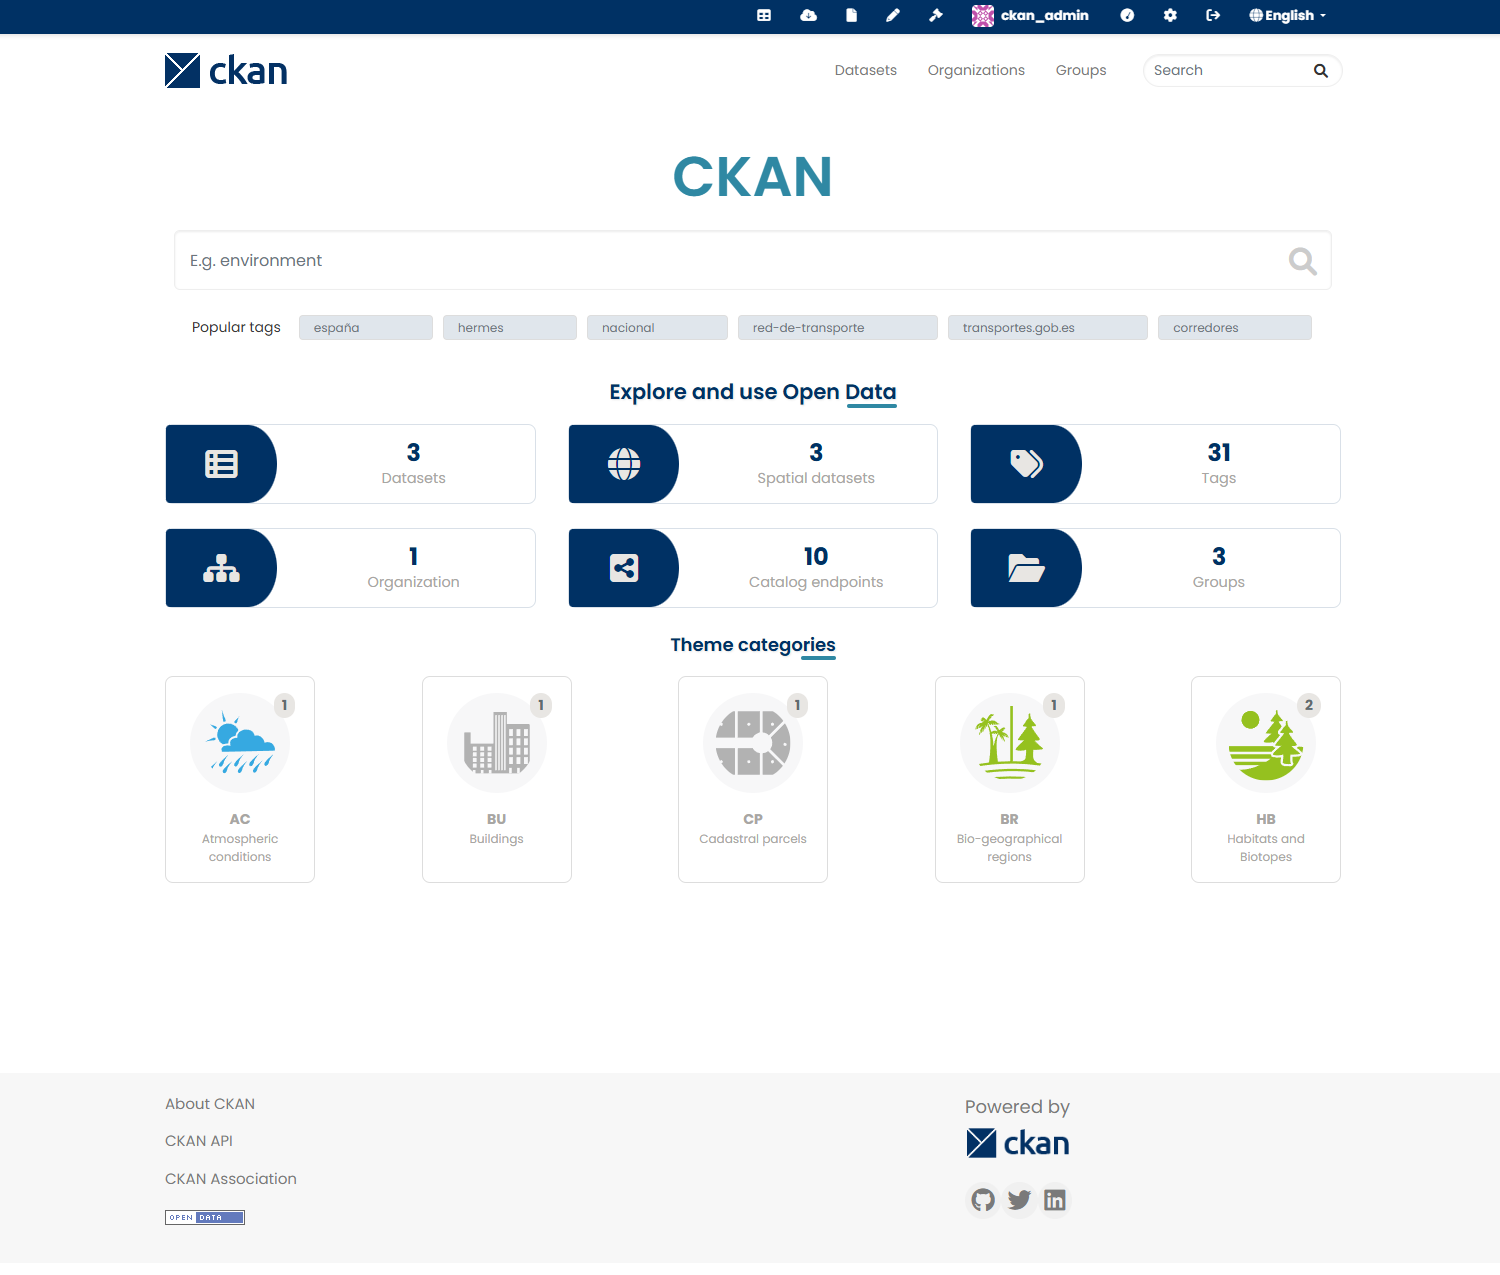 ckan_admin
English
ckan
Datasets
Organizations
Groups
Search
CKAN
E.g. environment
Popular tags
españa
hermes
nacional
red-de-transporte
transportes.gob.es
corredores
Explore and use Open Data
3
Datasets
3
Spatial datasets
31
Tags
1
Organization
10
Catalog endpoints
3
Groups
Theme categories
1
AC
Atmospheric
conditions
1
BU
Buildings
1
CP
Cadastral parcels
1
BR
Bio-geographical
regions
2
HB
Habitats and
Biotopes
About CKAN
CKAN API
CKAN Association
OPEN DATA
Powered by
ckan